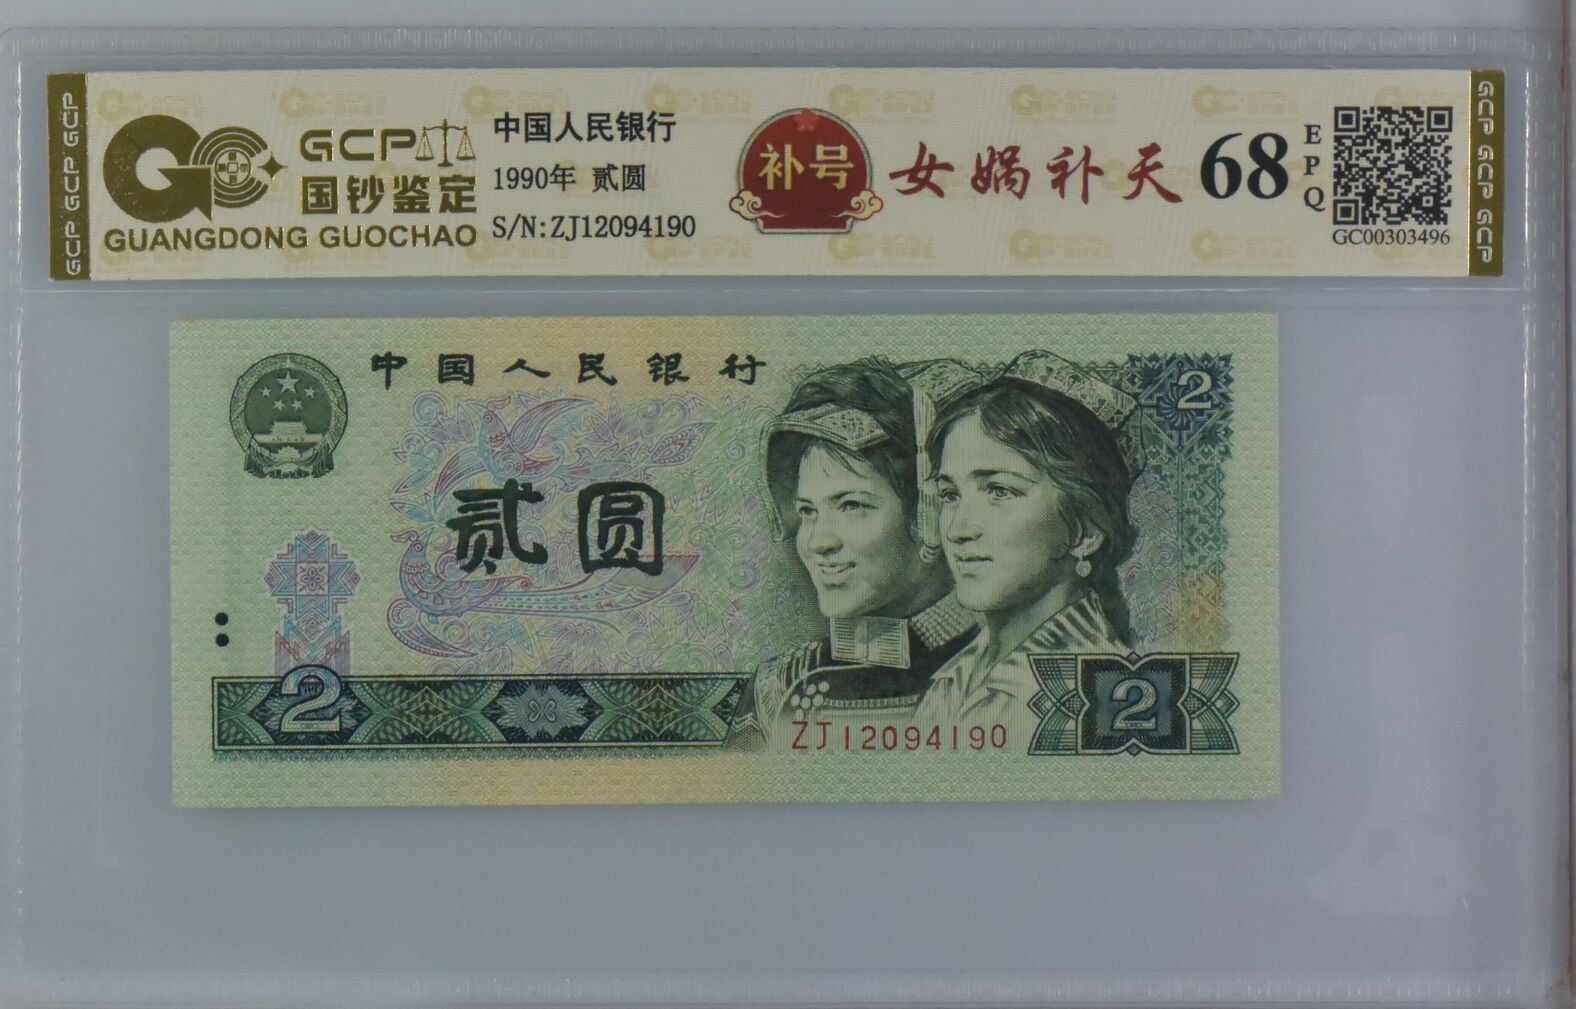 GCP GCP GCP
GCP
国钞鉴定
GUANGDONG GUOCHAO
中国人民银行
1990年 贰圆
S/N:ZJ12094190
补号
女娲补天
68
EPQ
GC00303496
GCP GCP GCP
中国人民银行
2
贰圆
2
ZJ12094190
2